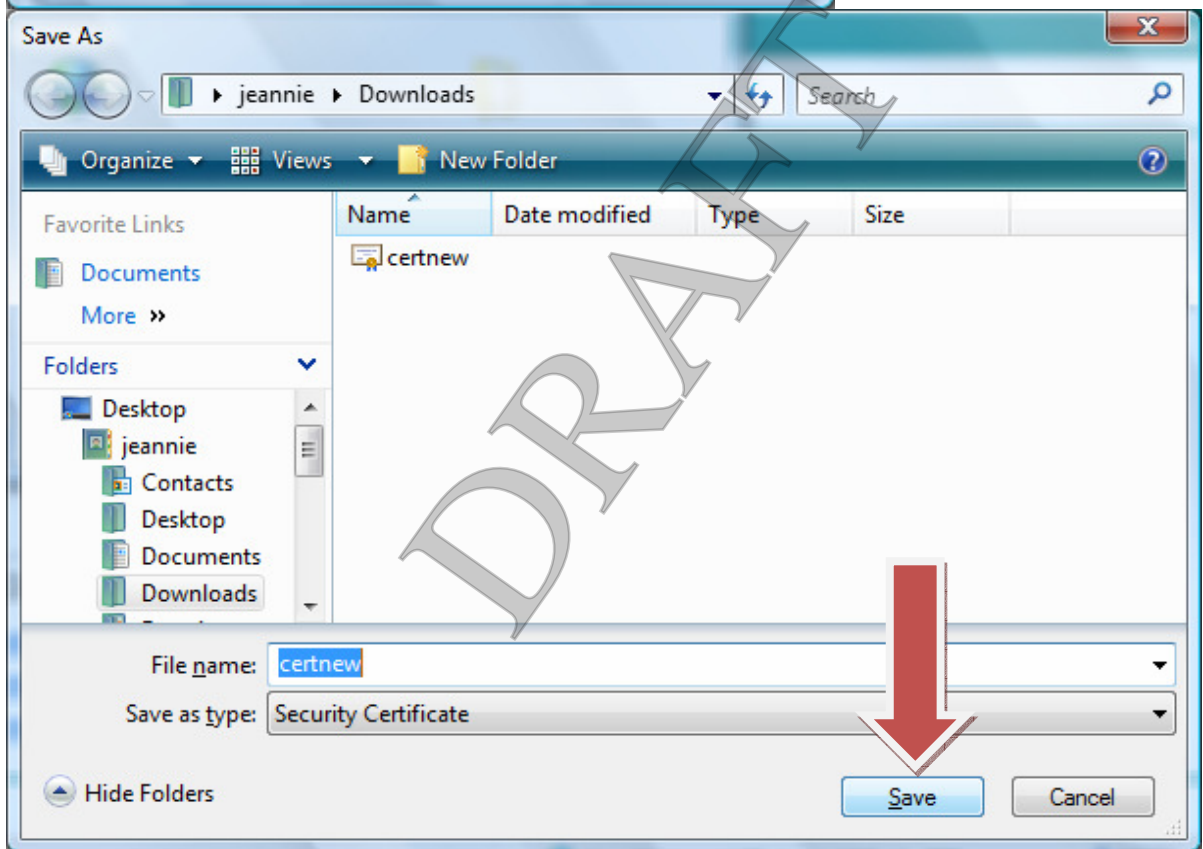 Save As
jeannie Downloads Search
Organize Views New Folder
Favorite Links
Documents
More »
Folders
Name Date modified Type Size
certnew
Desktop
jeannie
Contacts
Desktop
Documents
Downloads
DRAFT
File name: certnew
Save as type: Security Certificate
Hide Folders Save Cancel